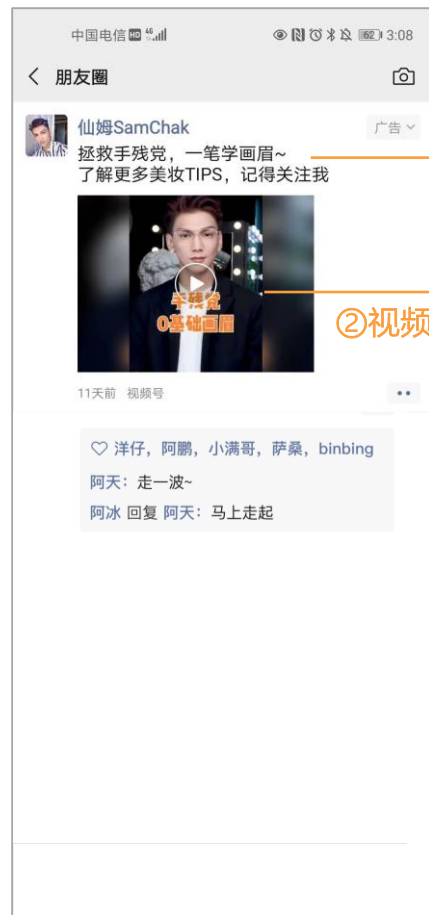 中国电信 HD 4G 62 3:08
朋友圈
仙姆SamChak
广告
拯救手残党，一笔学画眉~
了解更多美妆TIPS，记得关注我
手残党
0基础画眉
②视频
11天前 视频号
洋仔，阿鹏，小满哥，萨桑，binbing
阿天：走一波~
阿冰 回复 阿天：马上走起